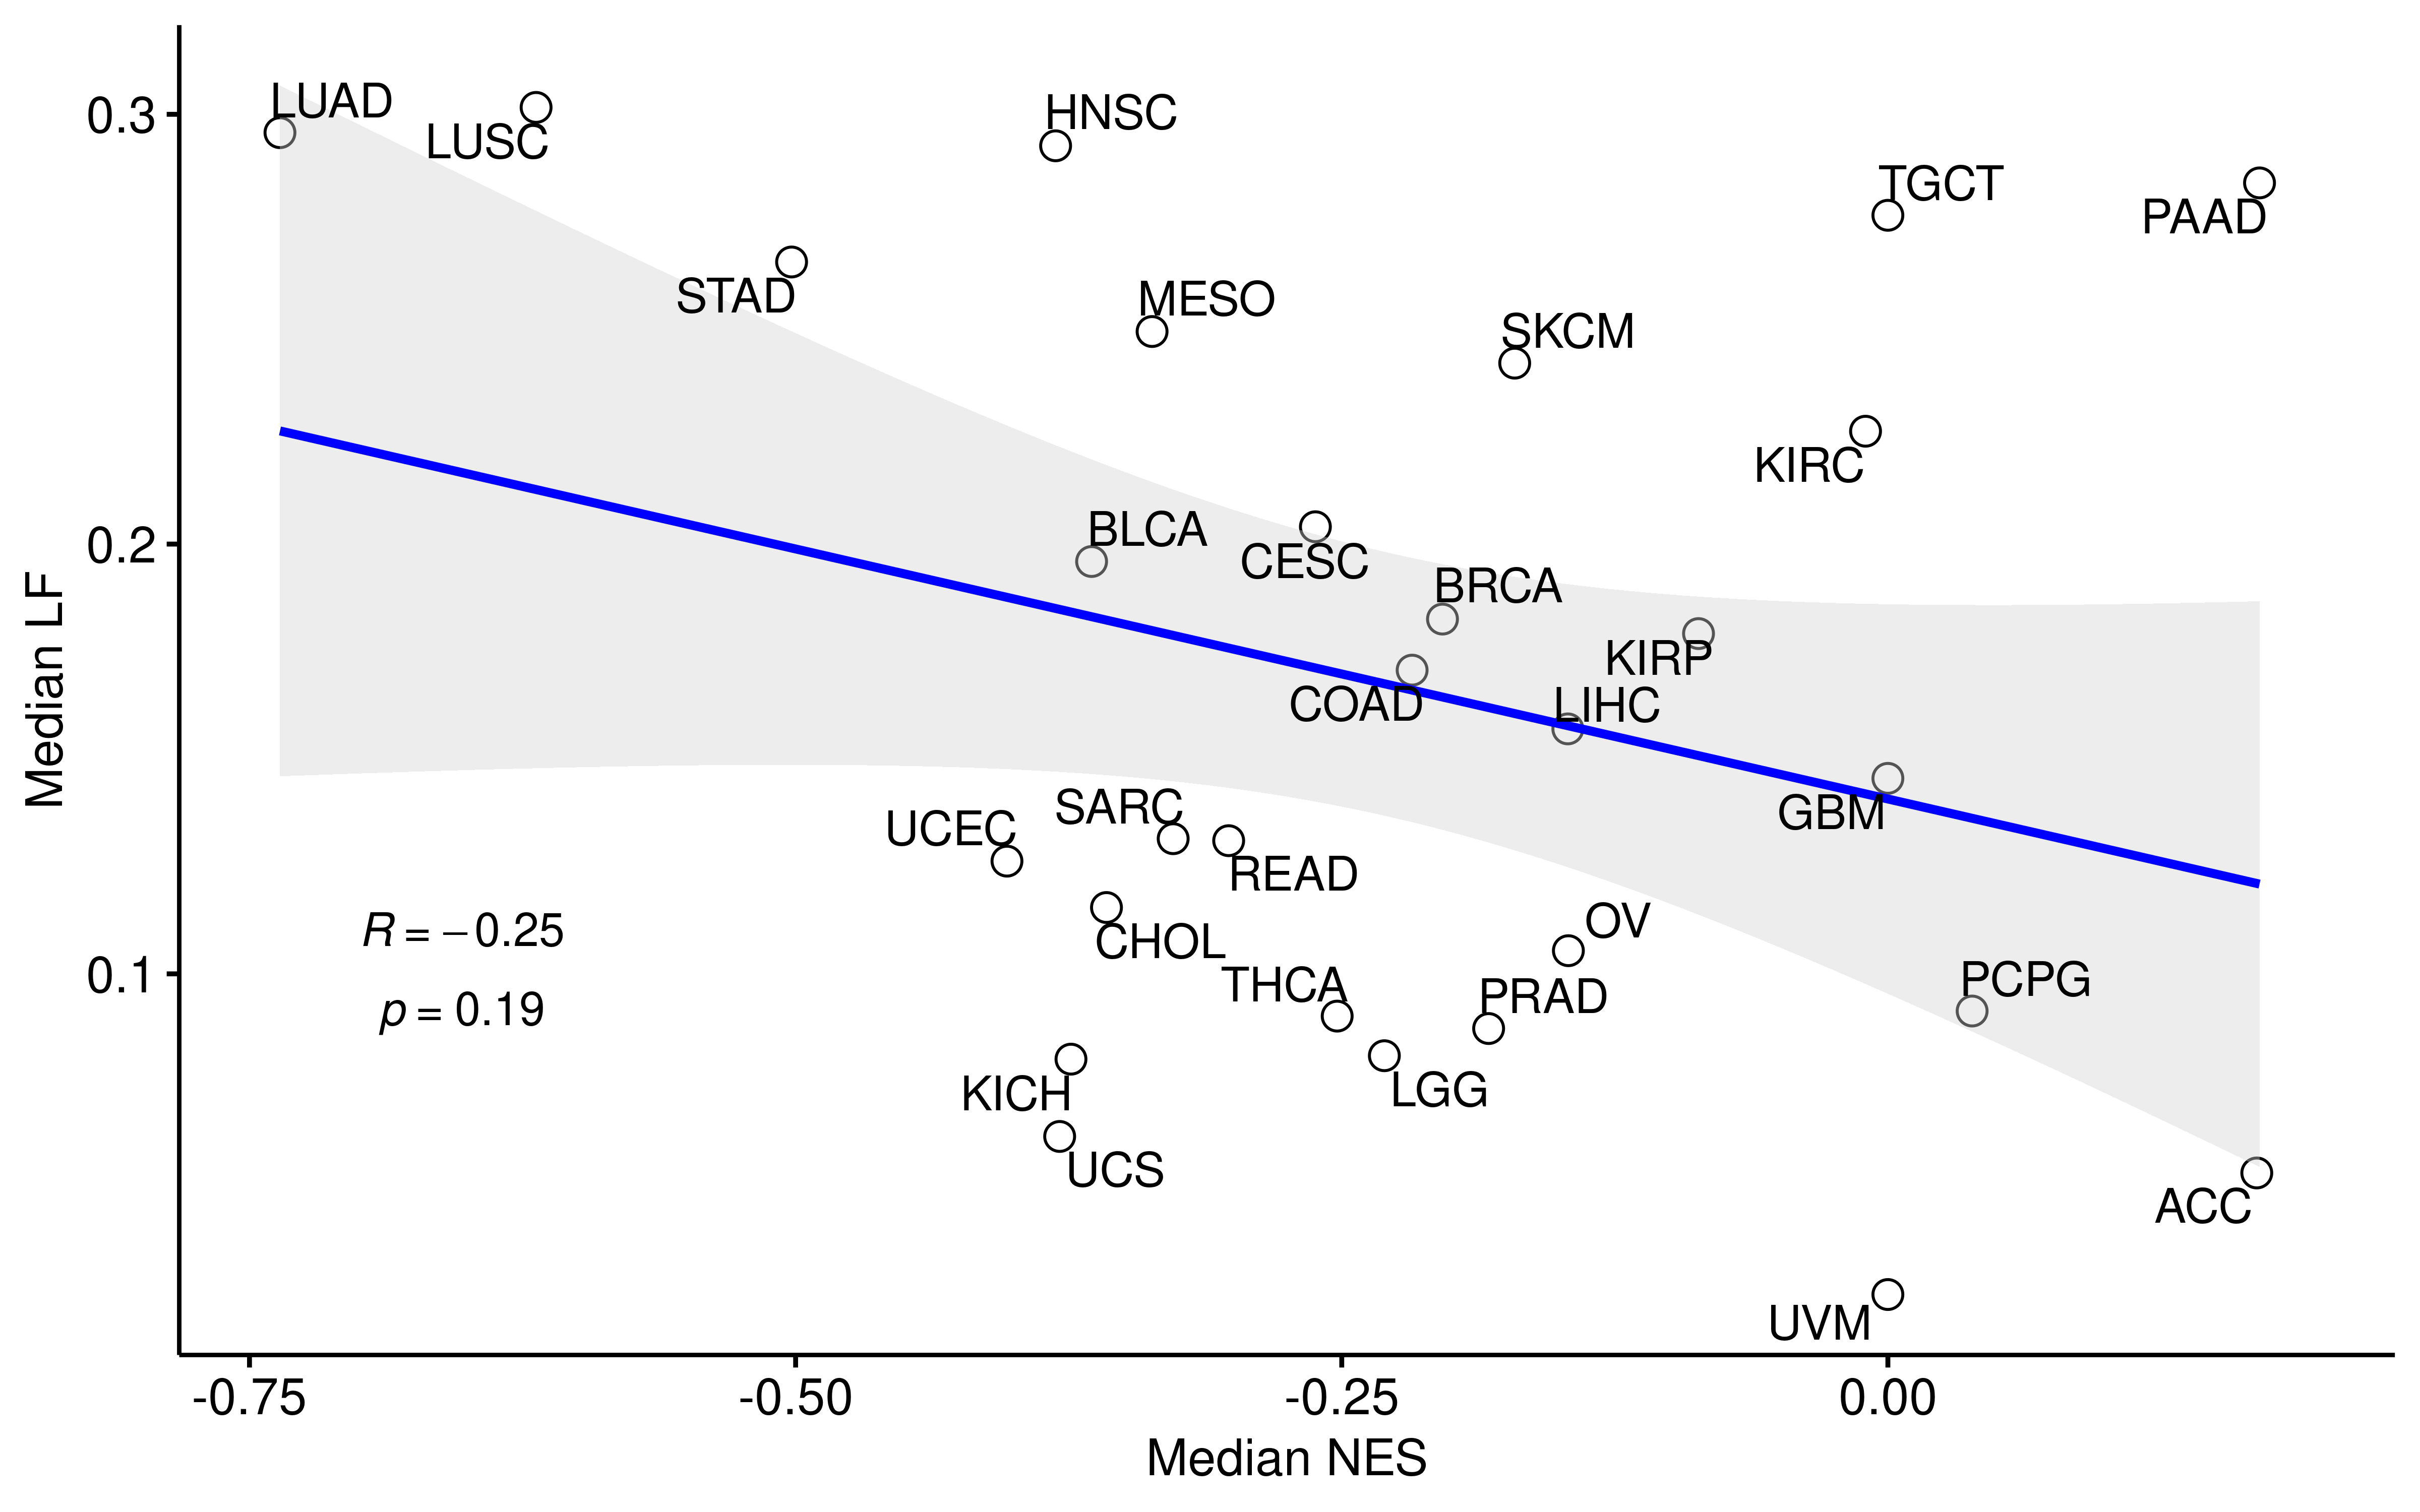 LUAD
0.3
HNSC
LUSC
TGCT
PAAD
STAD
MESO
SKCM
KIRC
BLCA
0.2
CESC
BRCA
KIRP
COAD
LIHC
Median LF
SARC
GBM
UCEC
READ
OV
R = −0.25
CHOL
0.1
THCA
PCPG
PRAD
p = 0.19
KICH
LGG
UCS
ACC
UVM
-0.75
-0.50
-0.25
0.00
Median NES